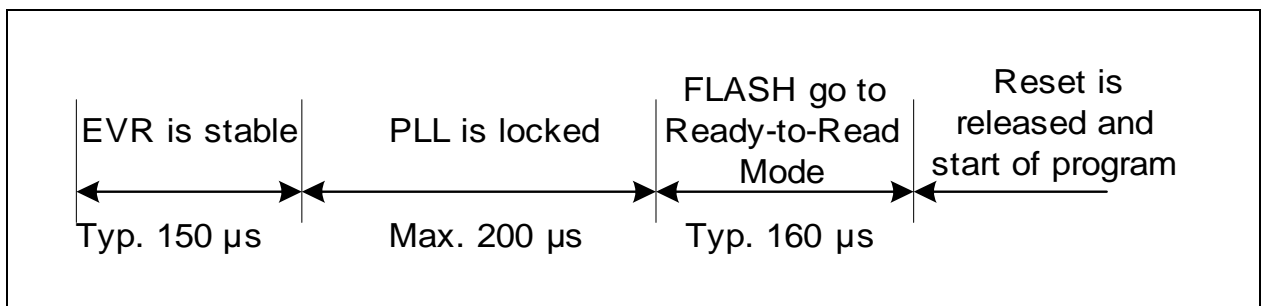 EVR is stable
PLL is locked
FLASH go to
Ready-to-Read
Mode
Reset is
released and
start of program
Typ. 150 µs
Max. 200 µs
Typ. 160 µs